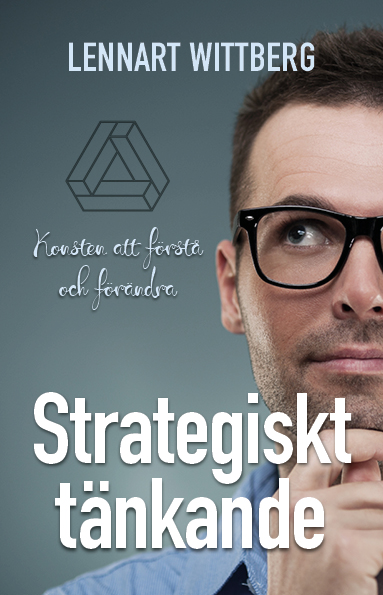 LENNART WITTBERG
Konsten att förstå
och förändra
Strategiskt
tänkande